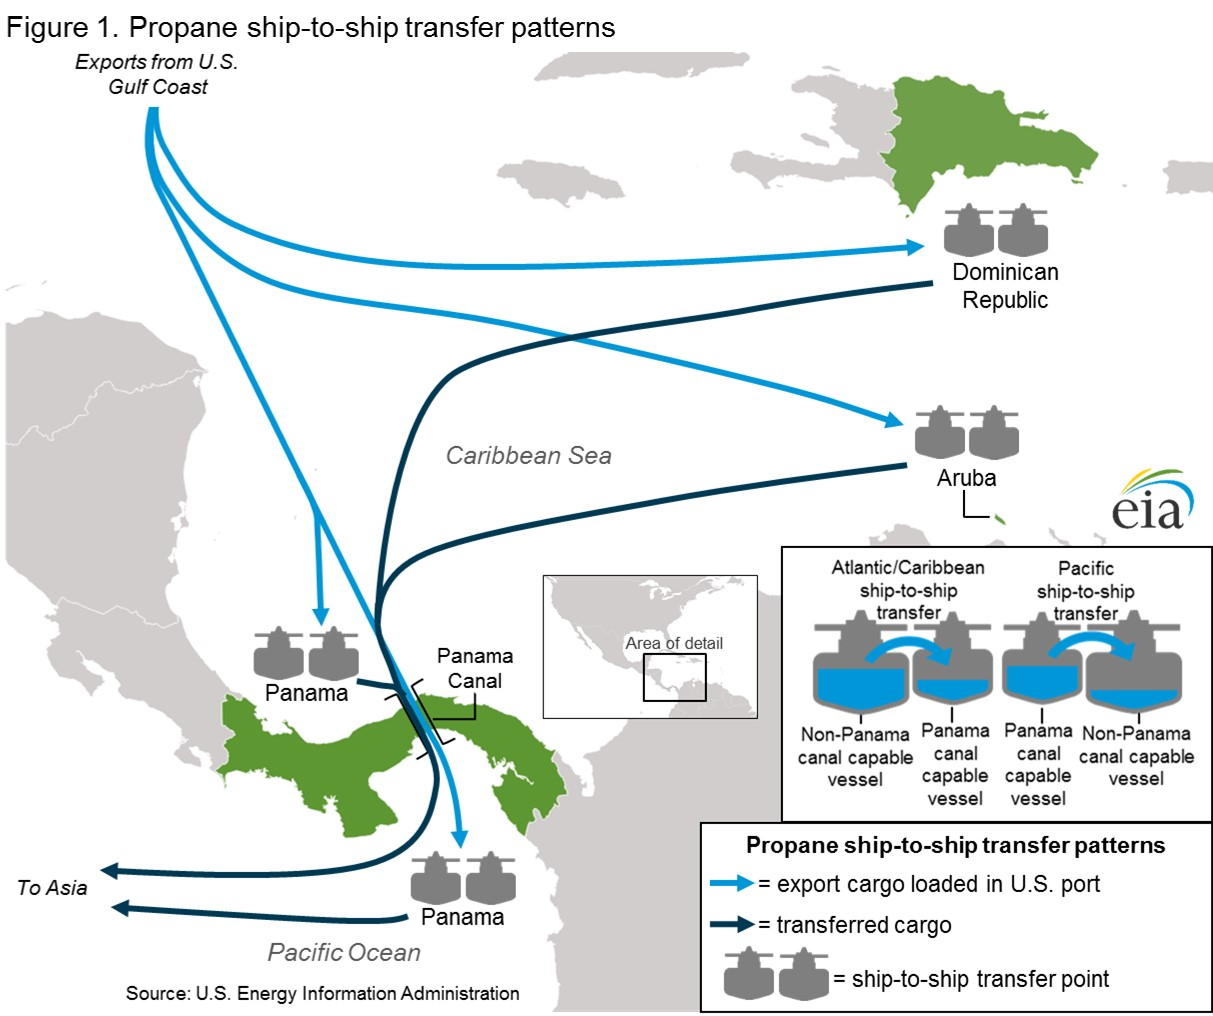 Figure 1. Propane ship-to-ship transfer patterns
Exports from U.S.
Gulf Coast
Dominican
Republic
Caribbean Sea
Aruba
eia
Panama
Panama
Canal
Area of detail
Atlantic/Caribbean
ship-to-ship
transfer
Pacific
ship-to-ship
transfer
Non-Panama
canal capable
vessel
Panama
canal
capable
vessel
Panama
canal
capable
vessel
Non-Panama
canal capable
vessel
To Asia
Panama
Pacific Ocean
Source: U.S. Energy Information Administration
Propane ship-to-ship transfer patterns
= export cargo loaded in U.S. port
= transferred cargo
= ship-to-ship transfer point